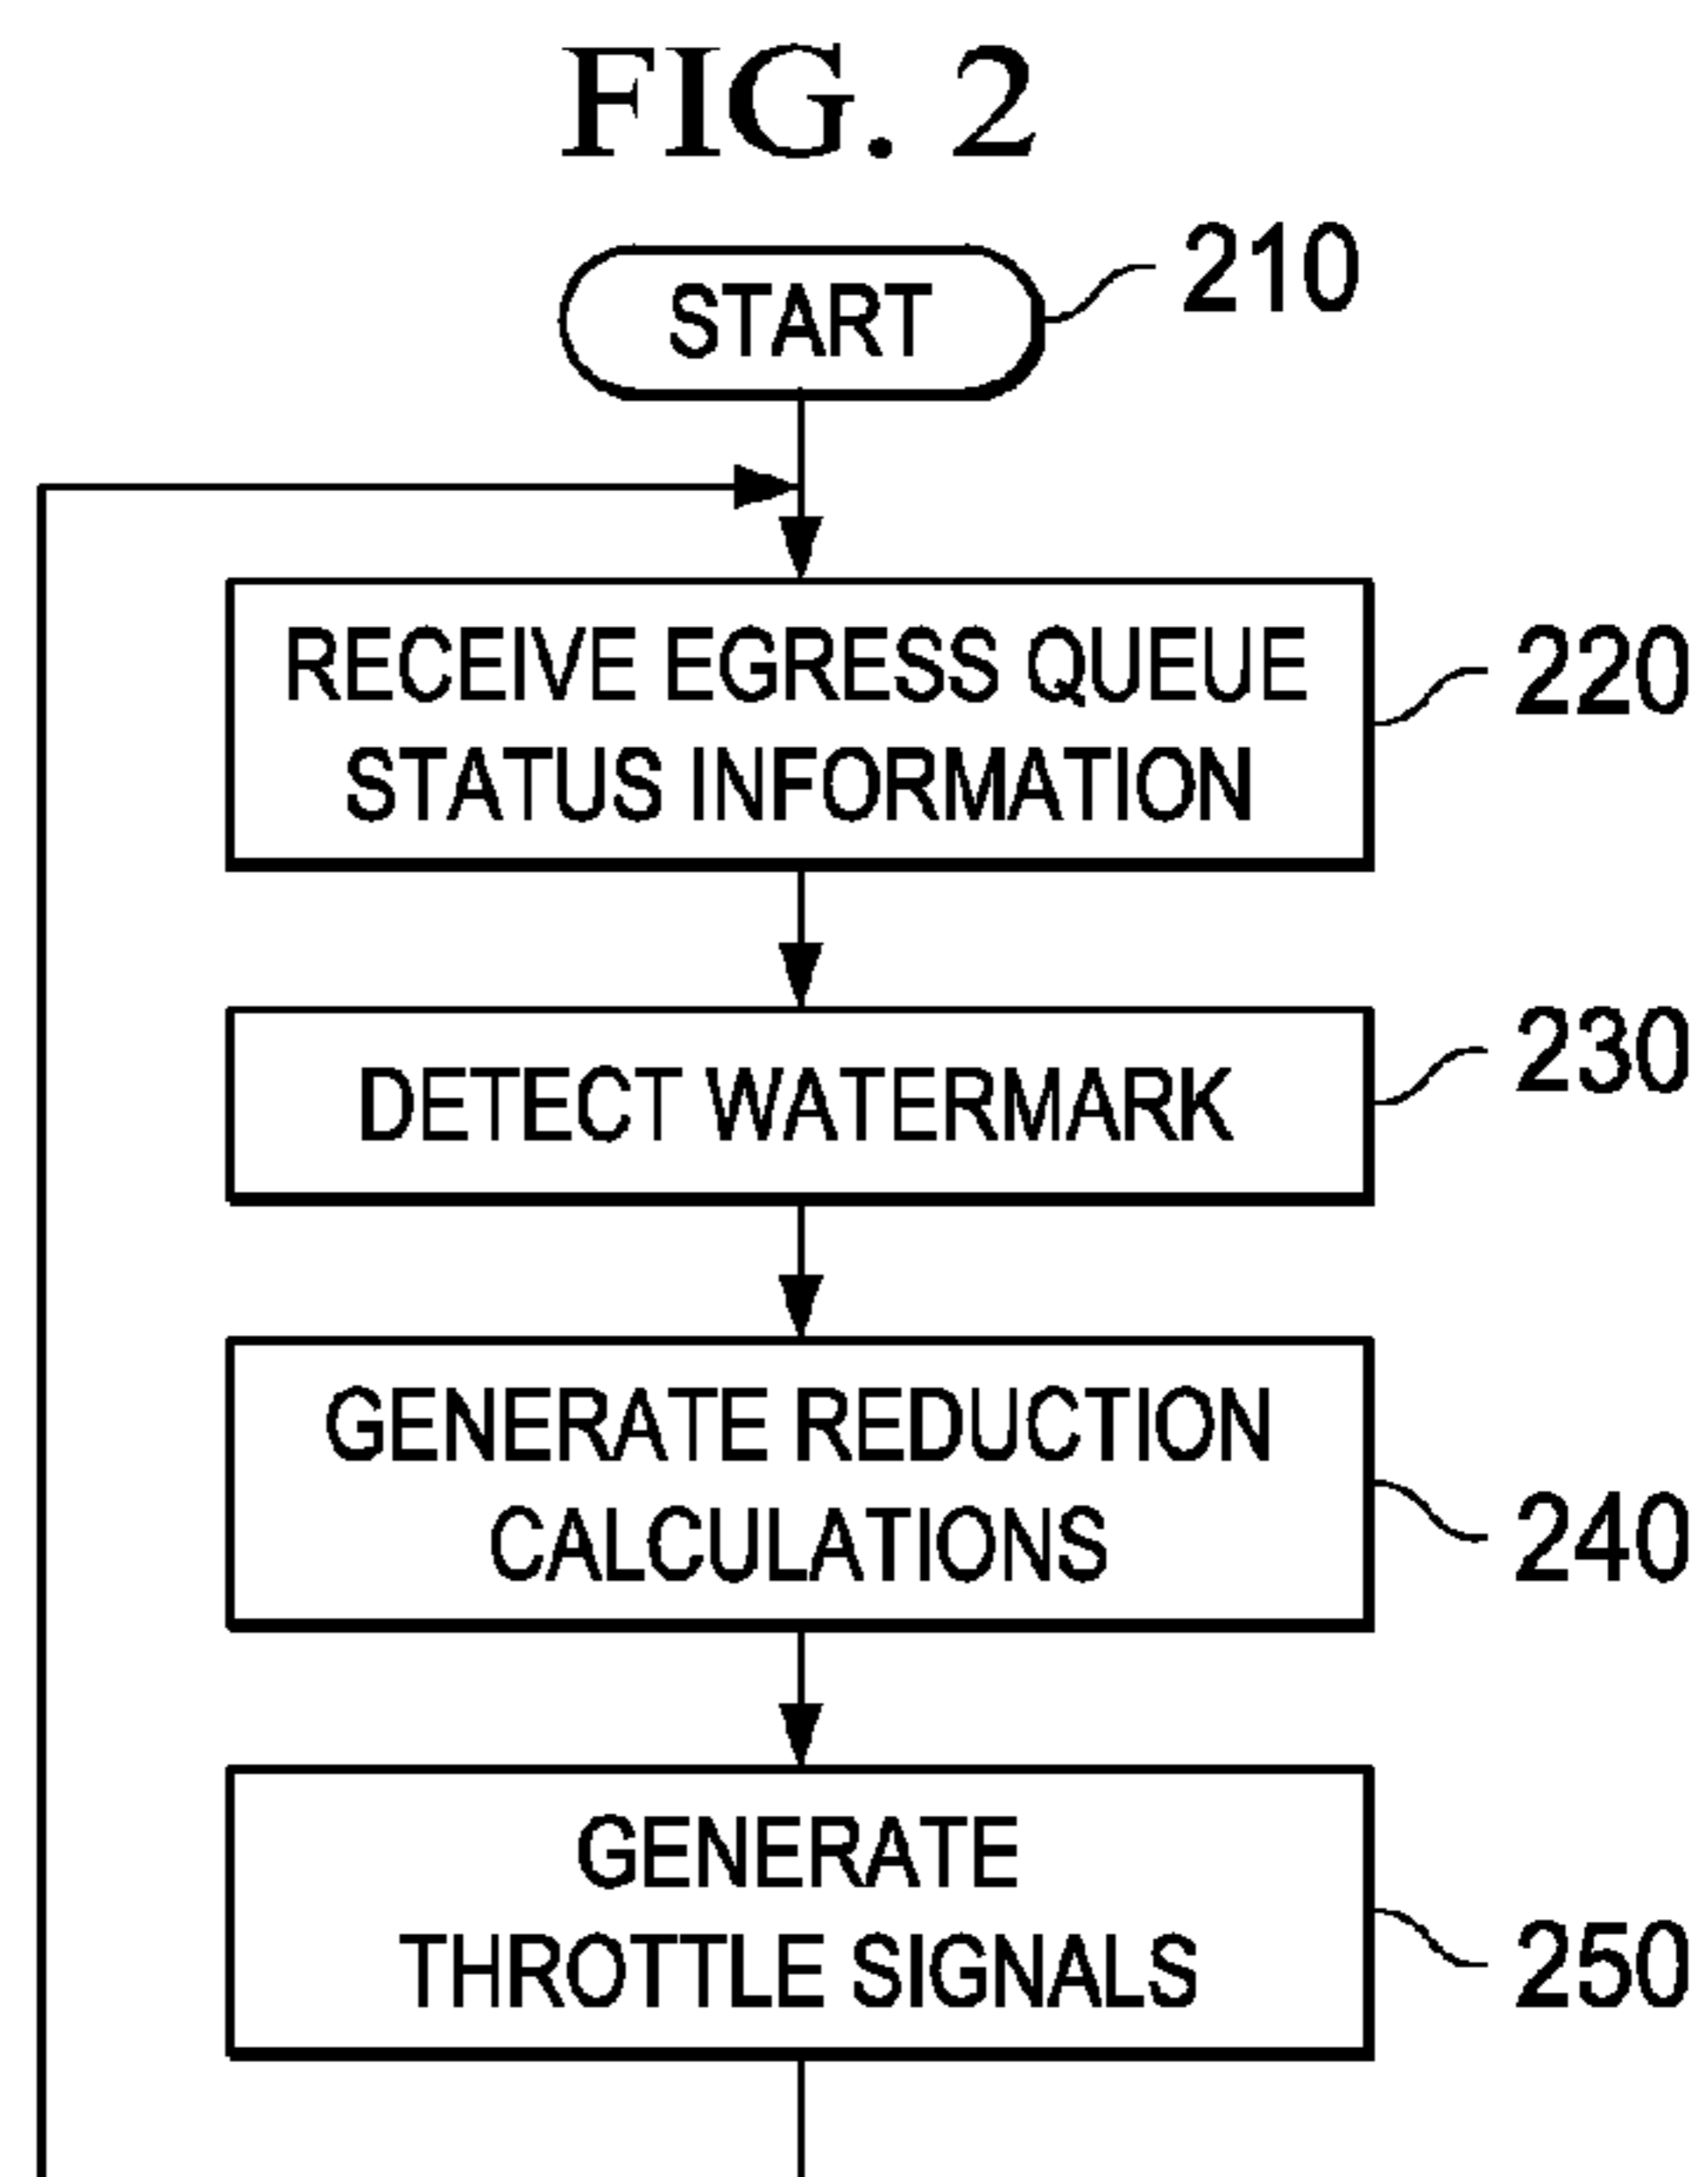 FIG. 2
START
210
RECEIVE EGRESS QUEUE
STATUS INFORMATION
220
DETECT WATERMARK
230
GENERATE REDUCTION
CALCULATIONS
240
GENERATE
THROTTLE SIGNALS
250